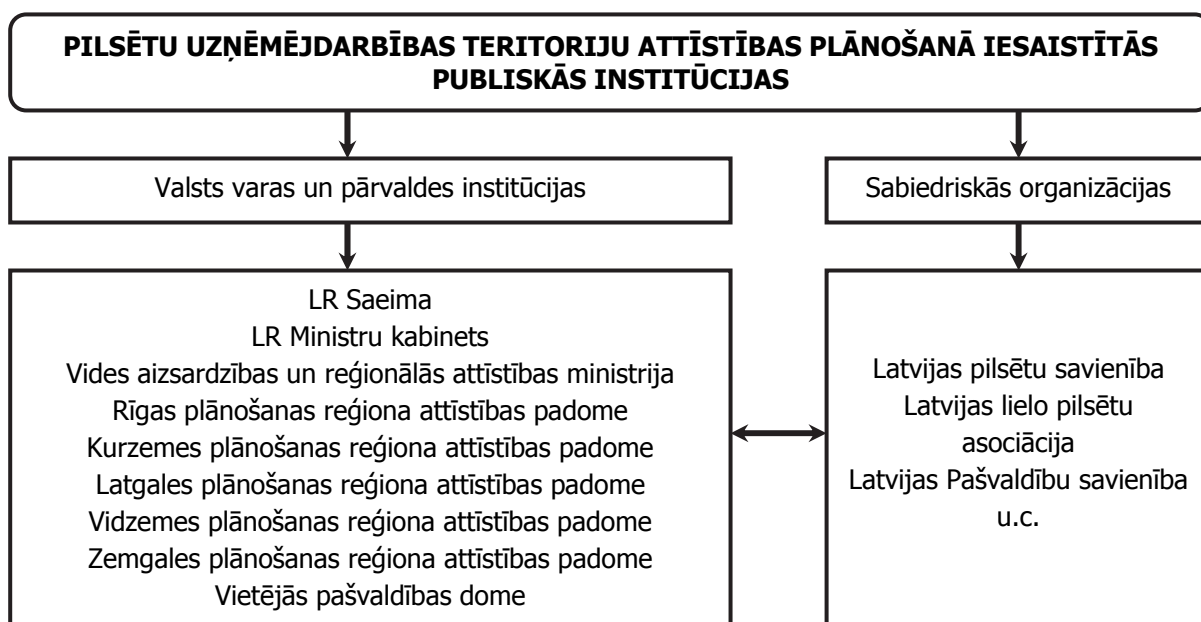 PILSĒTU UZŅĒMĒJDARBĪBAS TERITORIJU ATTĪSTĪBAS PLĀNOŠANĀ IESAISTĪTĀS
PUBLISKĀS INSTITŪCIJAS
Valsts varas un pārvaldes institūcijas
Sabiedriskās organizācijas
LR Saeima
LR Ministru kabinets
Vides aizsardzības un reģionālās attīstības ministrija
Rīgas plānošanas reģiona attīstības padome
Kurzemes plānošanas reģiona attīstības padome
Latgales plānošanas reģiona attīstības padome
Vidzemes plānošanas reģiona attīstības padome
Zemgales plānošanas reģiona attīstības padome
Vietējās pašvaldības dome
Latvijas pilsētu savienība
Latvijas lielo pilsētu
asociācija
Latvijas Pašvaldību savienība
u.c.